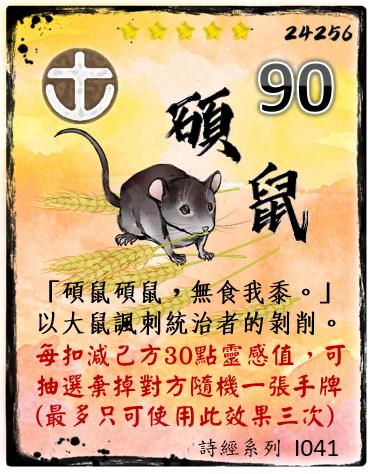 24256
土
90
碩鼠
「碩鼠碩鼠，無食我黍。」
以大鼠諷刺統治者的剝削。
每扣減己方30點靈感值，可
抽選棄掉對方隨機一張手牌
(最多只可使用此效果三次)
詩經系列 I041